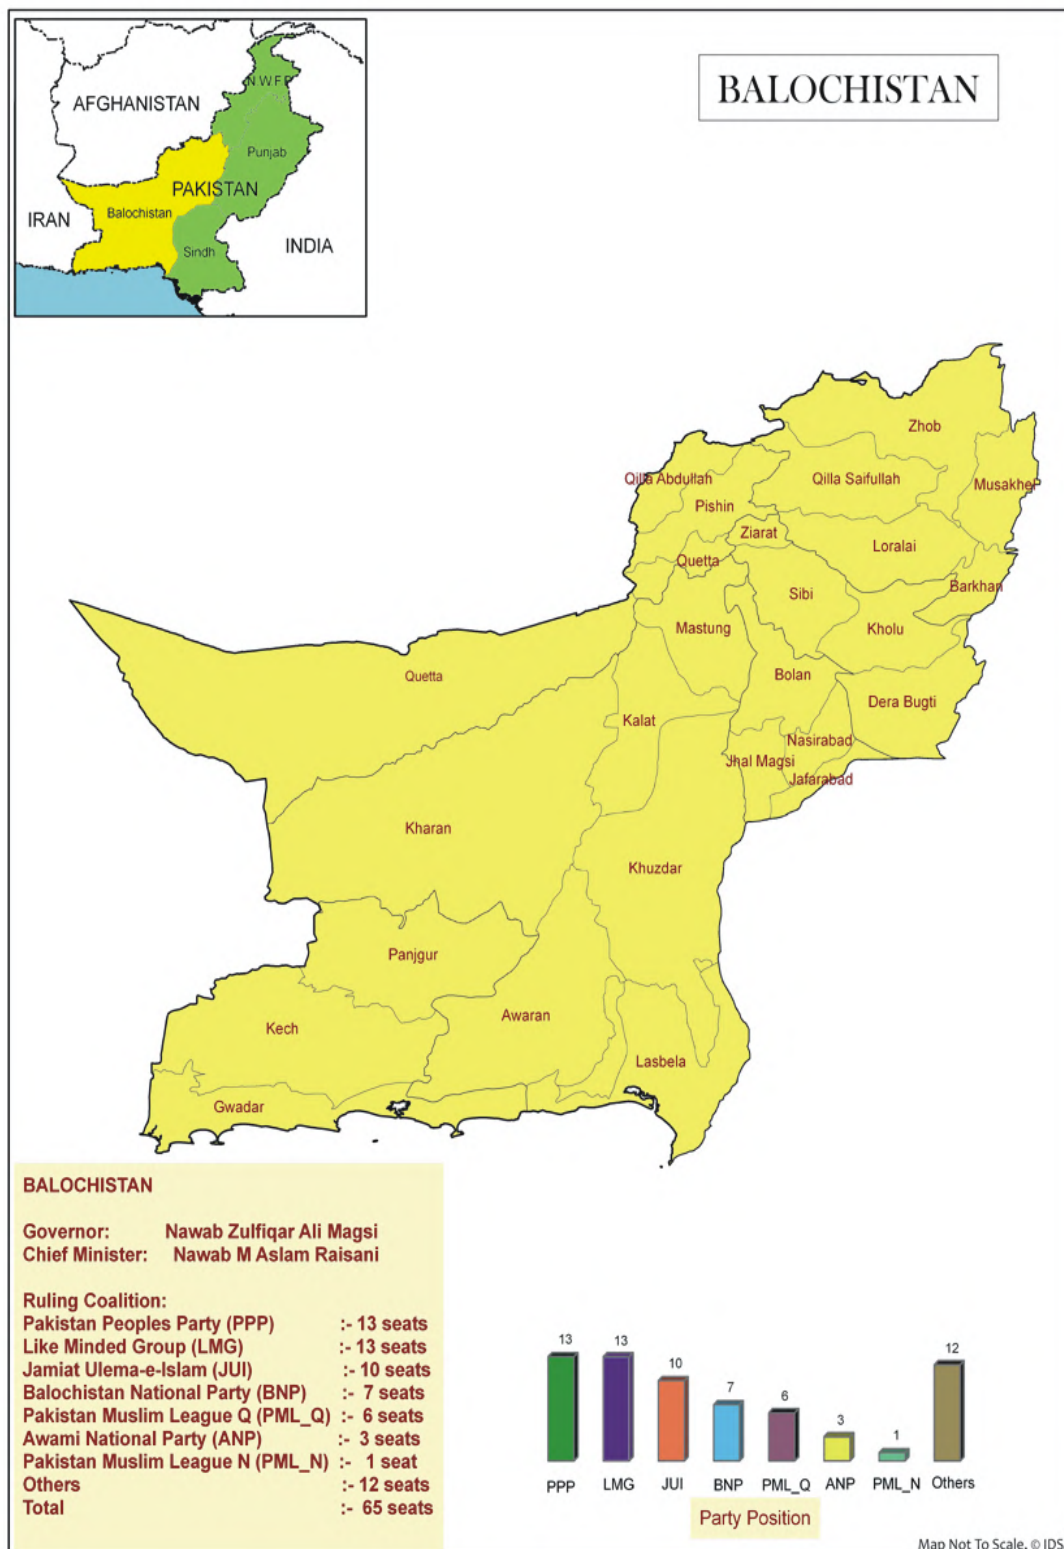 BALOCHISTAN
AFGHANISTAN
N W F P
Punjab
PAKISTAN
Balochistan
IRAN
INDIA
Sindh
Zhob
Qilla Abdullah
Qilla Saifullah
Musakhel
Pishin
Ziarat
Loralai
Quetta
Barkhan
Sibi
Mastung
Kholu
Quetta
Bolan
Dera Bugti
Kalat
Nasirabad
Jhal Magsi
Jafarabad
Kharan
Khuzdar
Panjgur
Awaran
Kech
Lasbela
Gwadar
BALOCHISTAN
Governor: Nawab Zulfiqar Ali Magsi
Chief Minister: Nawab M Aslam Raisani
Ruling Coalition:
Pakistan Peoples Party (PPP) :- 13 seats
Like Minded Group (LMG) :- 13 seats
Jamiat Ulema-e-Islam (JUI) :- 10 seats
Balochistan National Party (BNP) :- 7 seats
Pakistan Muslim League Q (PML_Q) :- 6 seats
Awami National Party (ANP) :- 3 seats
Pakistan Muslim League N (PML_N) :- 1 seat
Others :- 12 seats
Total :- 65 seats
13 13 10 7 6 3 1 12
PPP LMG JUI BNP PML_Q ANP PML_N Others
Party Position
Map Not To Scale. © IDS